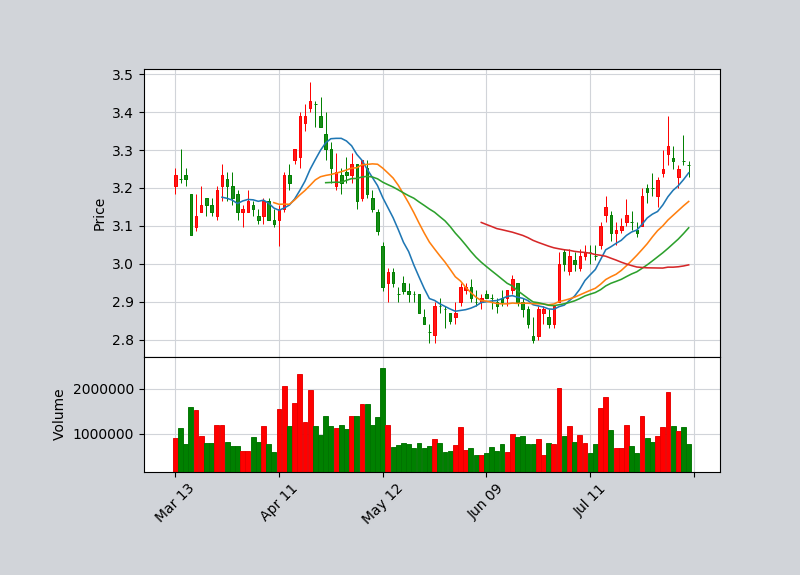 3.5
3.4
3.3
3.2
3.1
3.0
2.9
2.8
Price
2000000
1000000
Volume
Mar 13
Apr 11
May 12
Jun 09
Jul 11